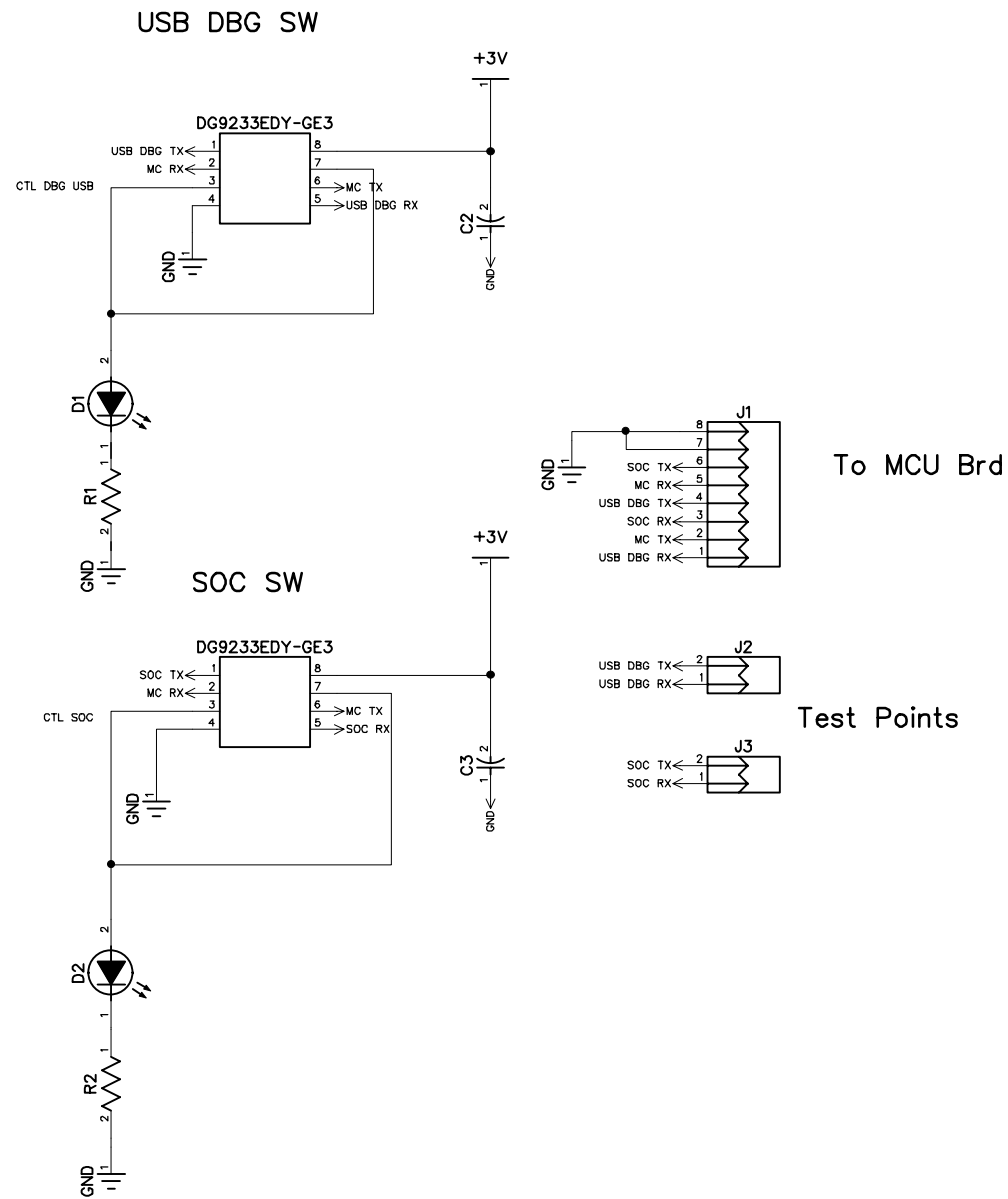 USB DBG SW
+3V
1
DG9233EDY-GE3
USB DBG TX 1
MC RX 2
CTL DBG USB 3
4
8
7
6 MC TX
5 USB DBG RX
GND 1
C2 2
1
GND
2
D1
1
1
R1
2
GND 1
J1
8
7
GND 1
SOC TX 6
MC RX 5
USB DBG TX 4
SOC RX 3
MC TX 2
USB DBG RX 1
To MCU Brd
SOC SW
+3V
1
DG9233EDY-GE3
SOC TX 1
MC RX 2
CTL SOC 3
4
8
7
6 MC TX
5 SOC RX
GND 1
C3 2
1
GND
J2
USB DBG TX 2
USB DBG RX 1
Test Points
J3
SOC TX 2
SOC RX 1
2
D2
1
1
R2
2
GND 1